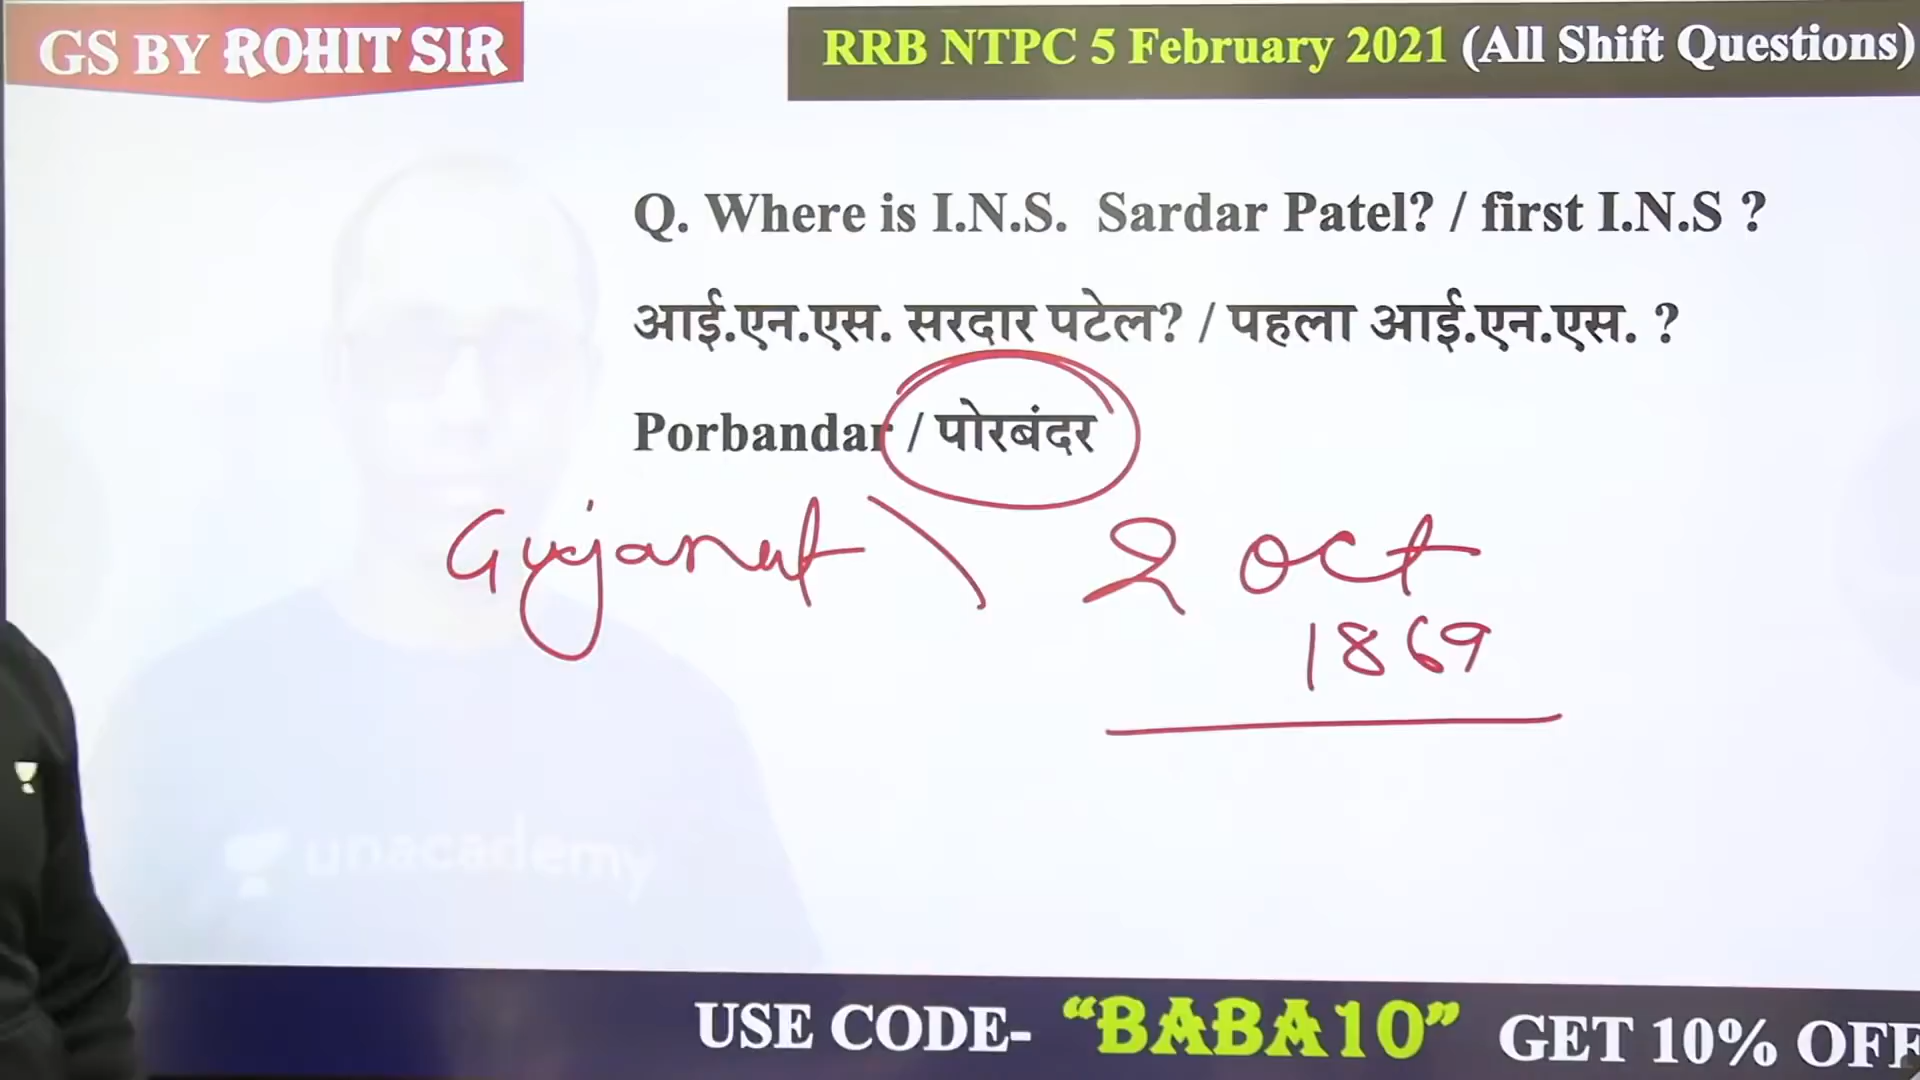 GS BY ROHIT SIR
RRB NTPC 5 February 2021 (All Shift Questions)
Q. Where is I.N.S. Sardar Patel? / first I.N.S ?
आई.एन.एस. सरदार पटेल? / पहला आई.एन.एस. ?
Porbandar / पोरबंदर
Gujarat \ 2 oct
1869
unacademy
USE CODE- “BABA10” GET 10% OFF